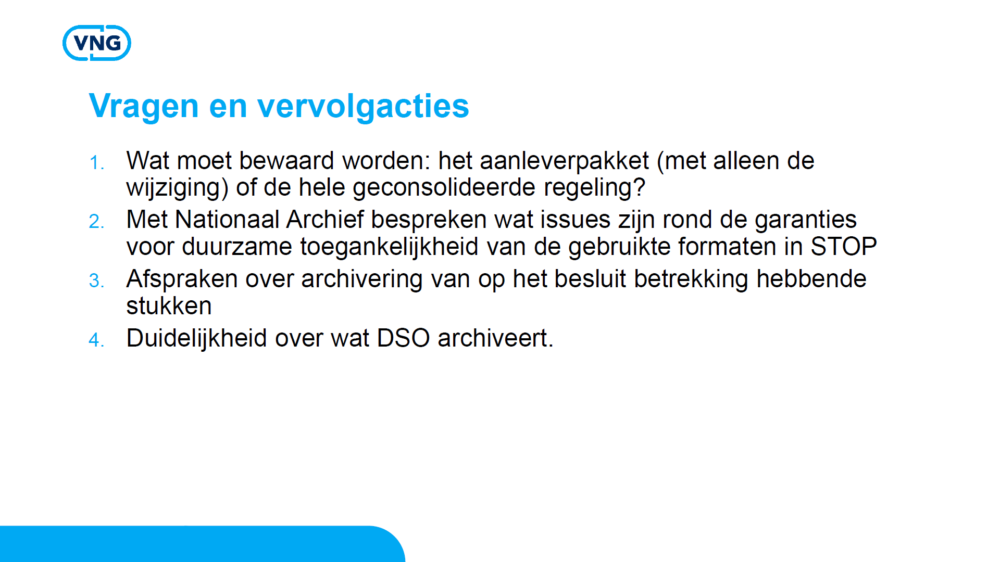 VNG
Vragen en vervolgacties
1. Wat moet bewaard worden: het aanleverpakket (met alleen de
wijziging) of de hele geconsolideerde regeling?
2. Met Nationaal Archief bespreken wat issues zijn rond de garanties
voor duurzame toegankelijkheid van de gebruikte formaten in STOP
3. Afspraken over archivering van op het besluit betrekking hebbende
stukken
4. Duidelijkheid over wat DSO archiveert.